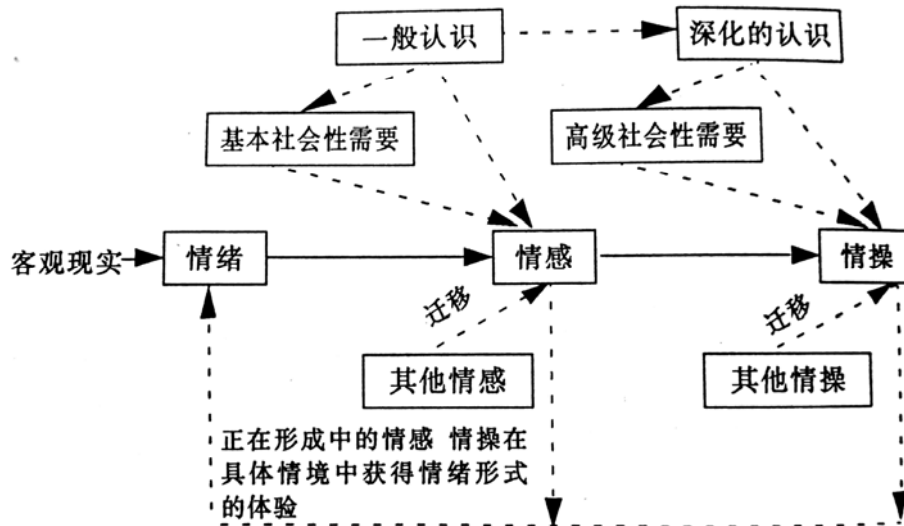 一般认识
深化的认识
基本社会性需要
高级社会性需要
客观现实
情绪
情感
情操
迁移
迁移
其他情感
其他情操
正在形成中的情感 情操在
具体情境中获得情绪形式
的体验